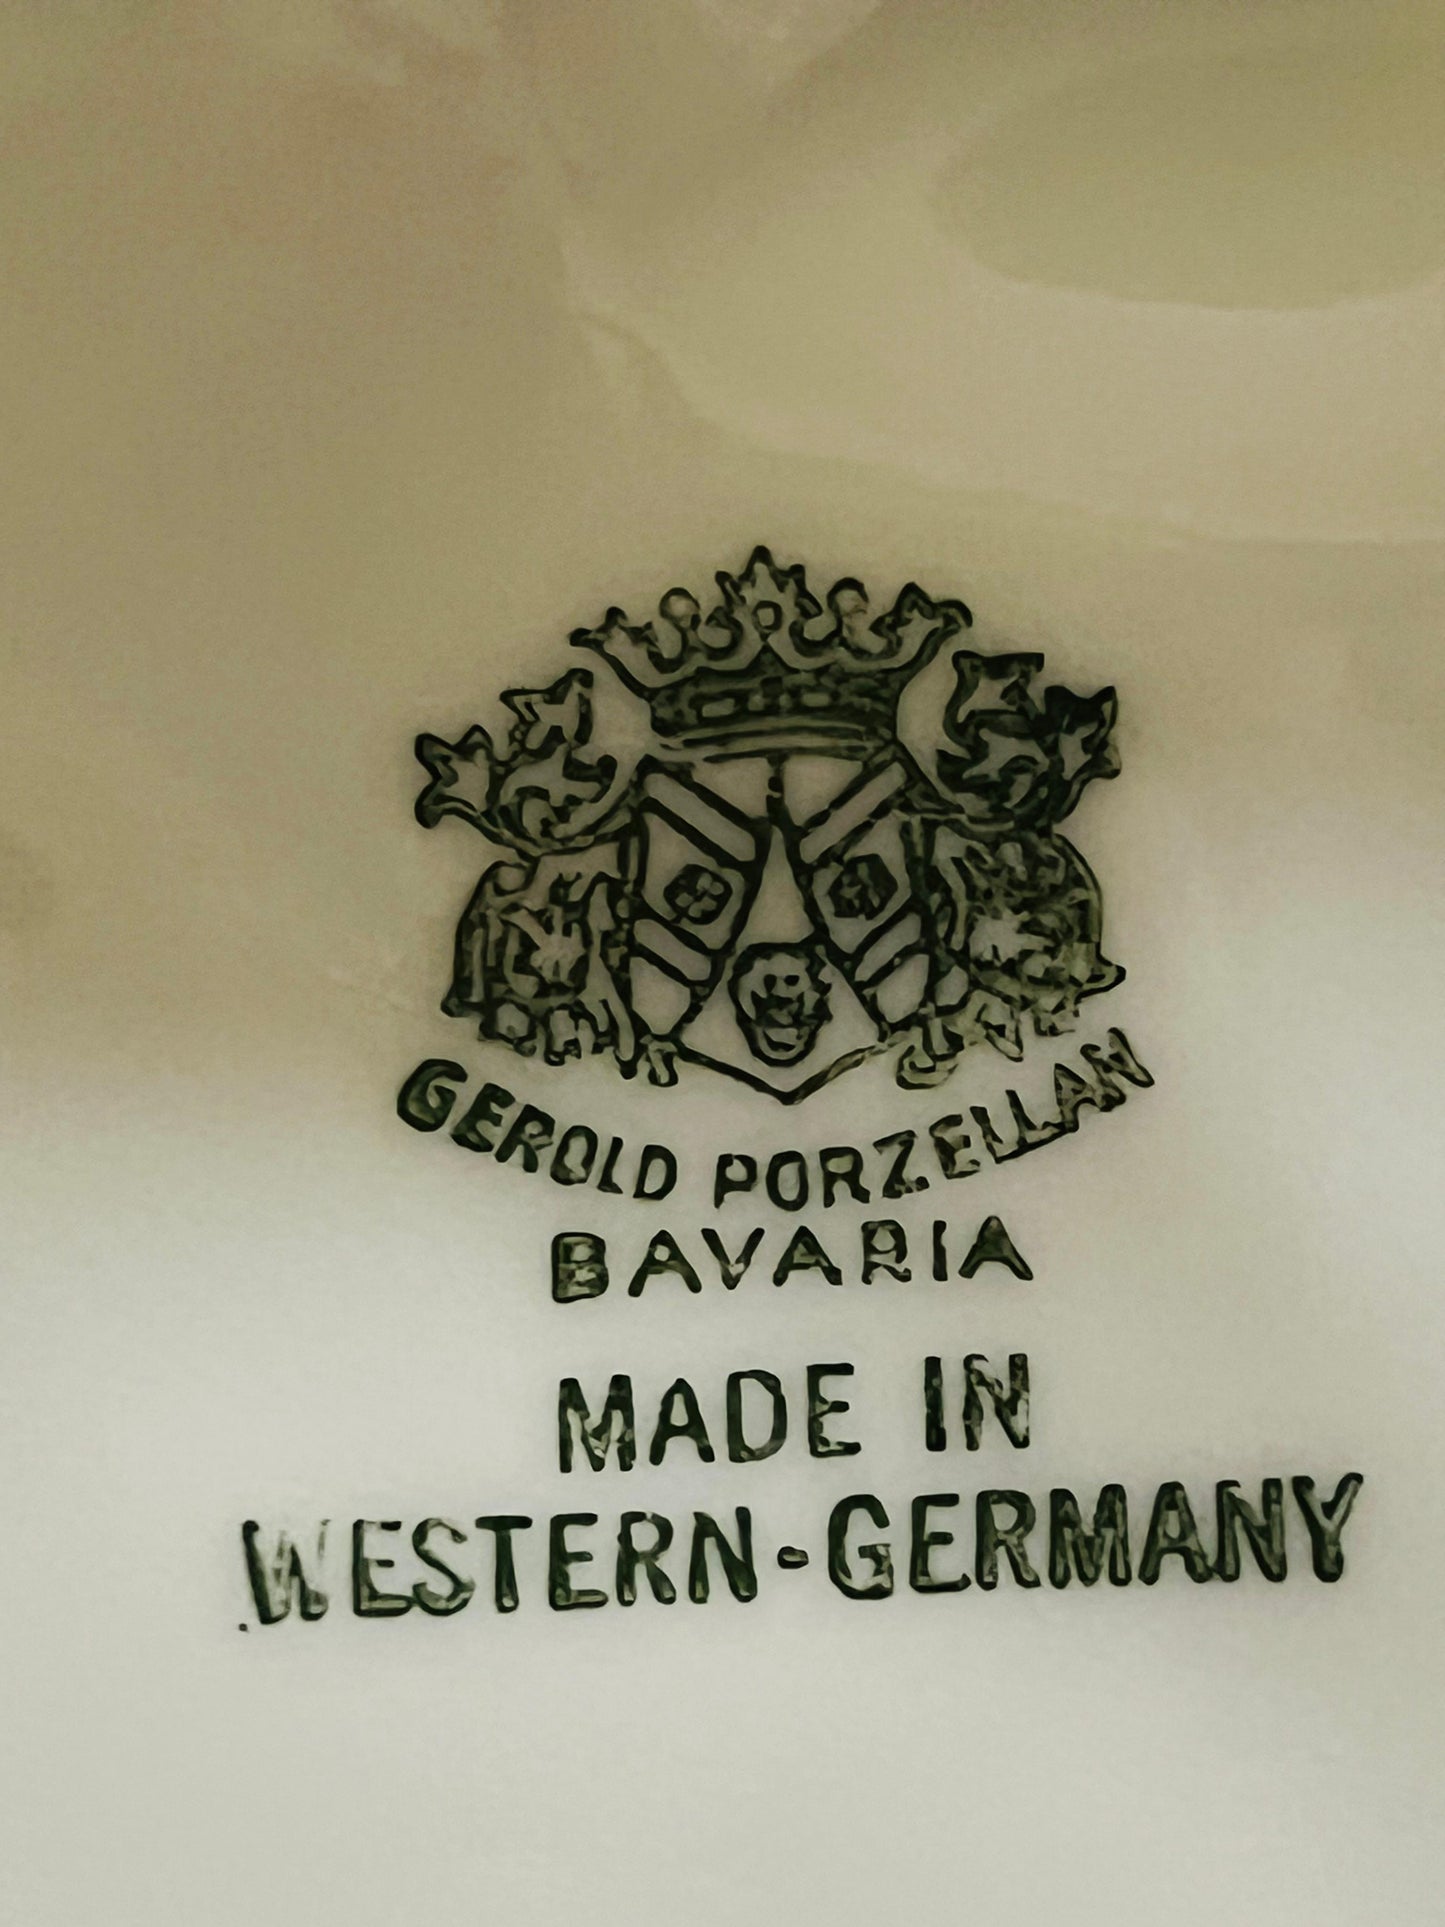 GEROLD PORZELLAN
BAVARIA
MADE IN
WESTERN-GERMANY